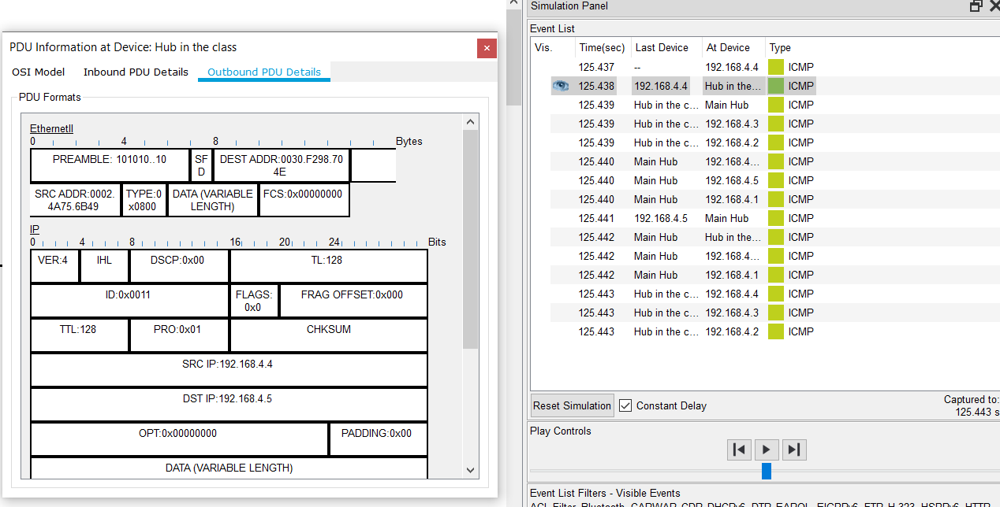 PDU Information at Device: Hub in the class
OSI Model Inbound PDU Details Outbound PDU Details
PDU Formats
EthernetII
0 4 8 Bytes
PREAMBLE: 101010..10
SF
D
DEST ADDR:0030.F298.70
4E
SRC ADDR:0002.
4A75.6B49
TYPE:0
x0800
DATA (VARIABLE
LENGTH)
FCS:0x00000000
IP
0 4 8 16 20 24 Bits
VER:4 IHL DSCP:0x00 TL:128
ID:0x0011
FLAGS:
0x0
FRAG OFFSET:0x000
TTL:128 PRO:0x01 CHKSUM
SRC IP:192.168.4.4
DST IP:192.168.4.5
OPT:0x00000000 PADDING:0x00
DATA (VARIABLE LENGTH)
Simulation Panel
Event List
Vis. Time(sec) Last Device At Device Type
125.437 -- 192.168.4.4 ICMP
125.438 192.168.4.4 Hub in the... ICMP
125.439 Hub in the c... Main Hub ICMP
125.439 Hub in the c... 192.168.4.3 ICMP
125.439 Hub in the c... 192.168.4.2 ICMP
125.440 Main Hub 192.168.4.... ICMP
125.440 Main Hub 192.168.4.5 ICMP
125.440 Main Hub 192.168.4.1 ICMP
125.441 192.168.4.5 Main Hub ICMP
125.442 Main Hub Hub in the... ICMP
125.442 Main Hub 192.168.4.... ICMP
125.442 Main Hub 192.168.4.1 ICMP
125.443 Hub in the c... 192.168.4.4 ICMP
125.443 Hub in the c... 192.168.4.3 ICMP
125.443 Hub in the c... 192.168.4.2 ICMP
Reset Simulation Constant Delay
Captured to:
125.443 s
Play Controls
Event List Filters - Visible Events
ACL Filter, Bluetooth, CAPWAP, CDP, DHCPv6, DTP, EAPOL, EIGRPv6, FTP, H.323, HSRPv6, HTTP,